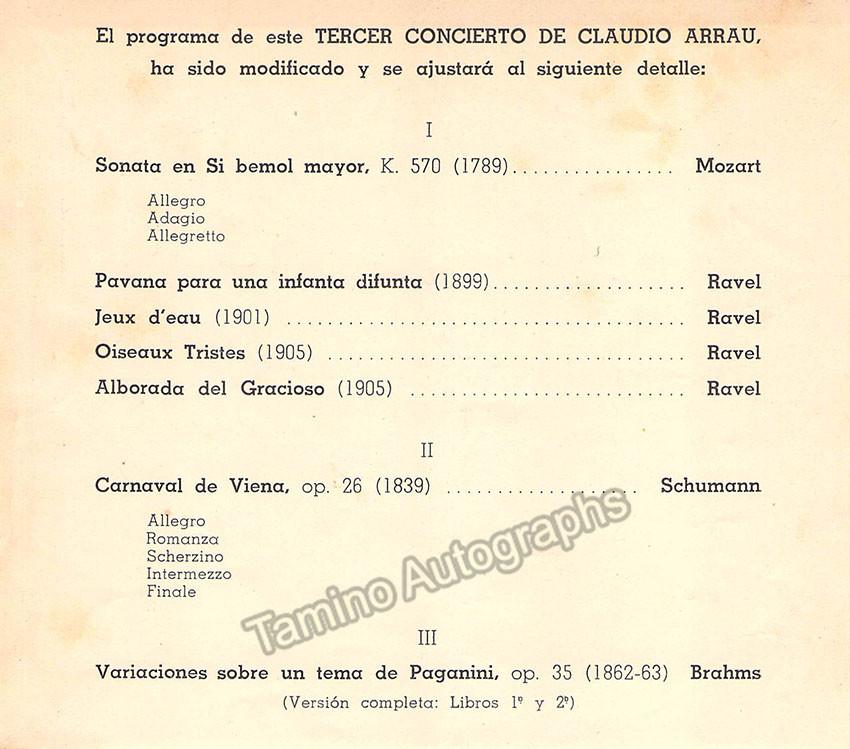 El programa de este TERCER CONCIERTO DE CLAUDIO ARRAU,
ha sido modificado y se ajustará al siguiente detalle:
I
Sonata en Si bemol mayor, K. 570 (1789)................ Mozart
Allegro
Adagio
Allegretto
Pavana para una infanta difunta (1899)................... Ravel
Jeux d'eau (1901) ....................................... Ravel
Oiseaux Tristes (1905) ................................... Ravel
Alborada del Gracioso (1905) ........................... Ravel
II
Carnaval de Viena, op. 26 (1839) ................... Schumann
Allegro
Romanza
Scherzino
Intermezzo
Finale
Tamino Autographs
III
Variaciones sobre un tema de Paganini, op. 35 (1862-63) Brahms
(Versión completa: Libros 1º y 2º)